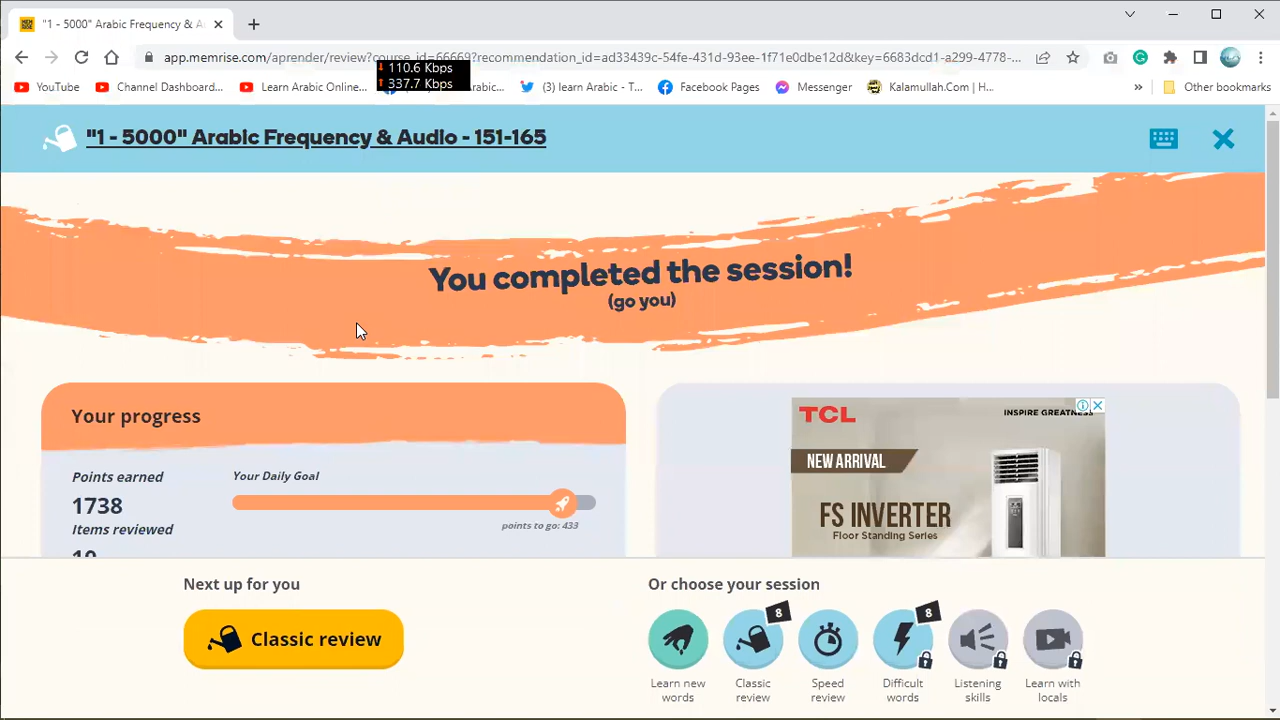 "1 - 5000" Arabic Frequency & A
app.memrise.com/aprender/review?course_id=66669?recommendation_id=ad33439c-54fe-431d-93ee-1f71e0dbe12d&key=6683dcd1-a299-4778-...
110.6 Kbps
337.7 Kbps
YouTube
Channel Dashboard...
Learn Arabic Online...
Arabic...
(3) learn Arabic - T...
Facebook Pages
Messenger
Kalamullah.Com | H...
»
Other bookmarks
"1 - 5000" Arabic Frequency & Audio - 151-165
You completed the session!
(go you)
Your progress
Points earned
1738
Items reviewed
10
Your Daily Goal
points to go: 433
TCL
INSPIRE GREATNESS
NEW ARRIVAL
FS INVERTER
Floor Standing Series
Next up for you
Classic review
Or choose your session
8
8
Learn new
words
Classic
review
Speed
review
Difficult
words
Listening
skills
Learn with
locals